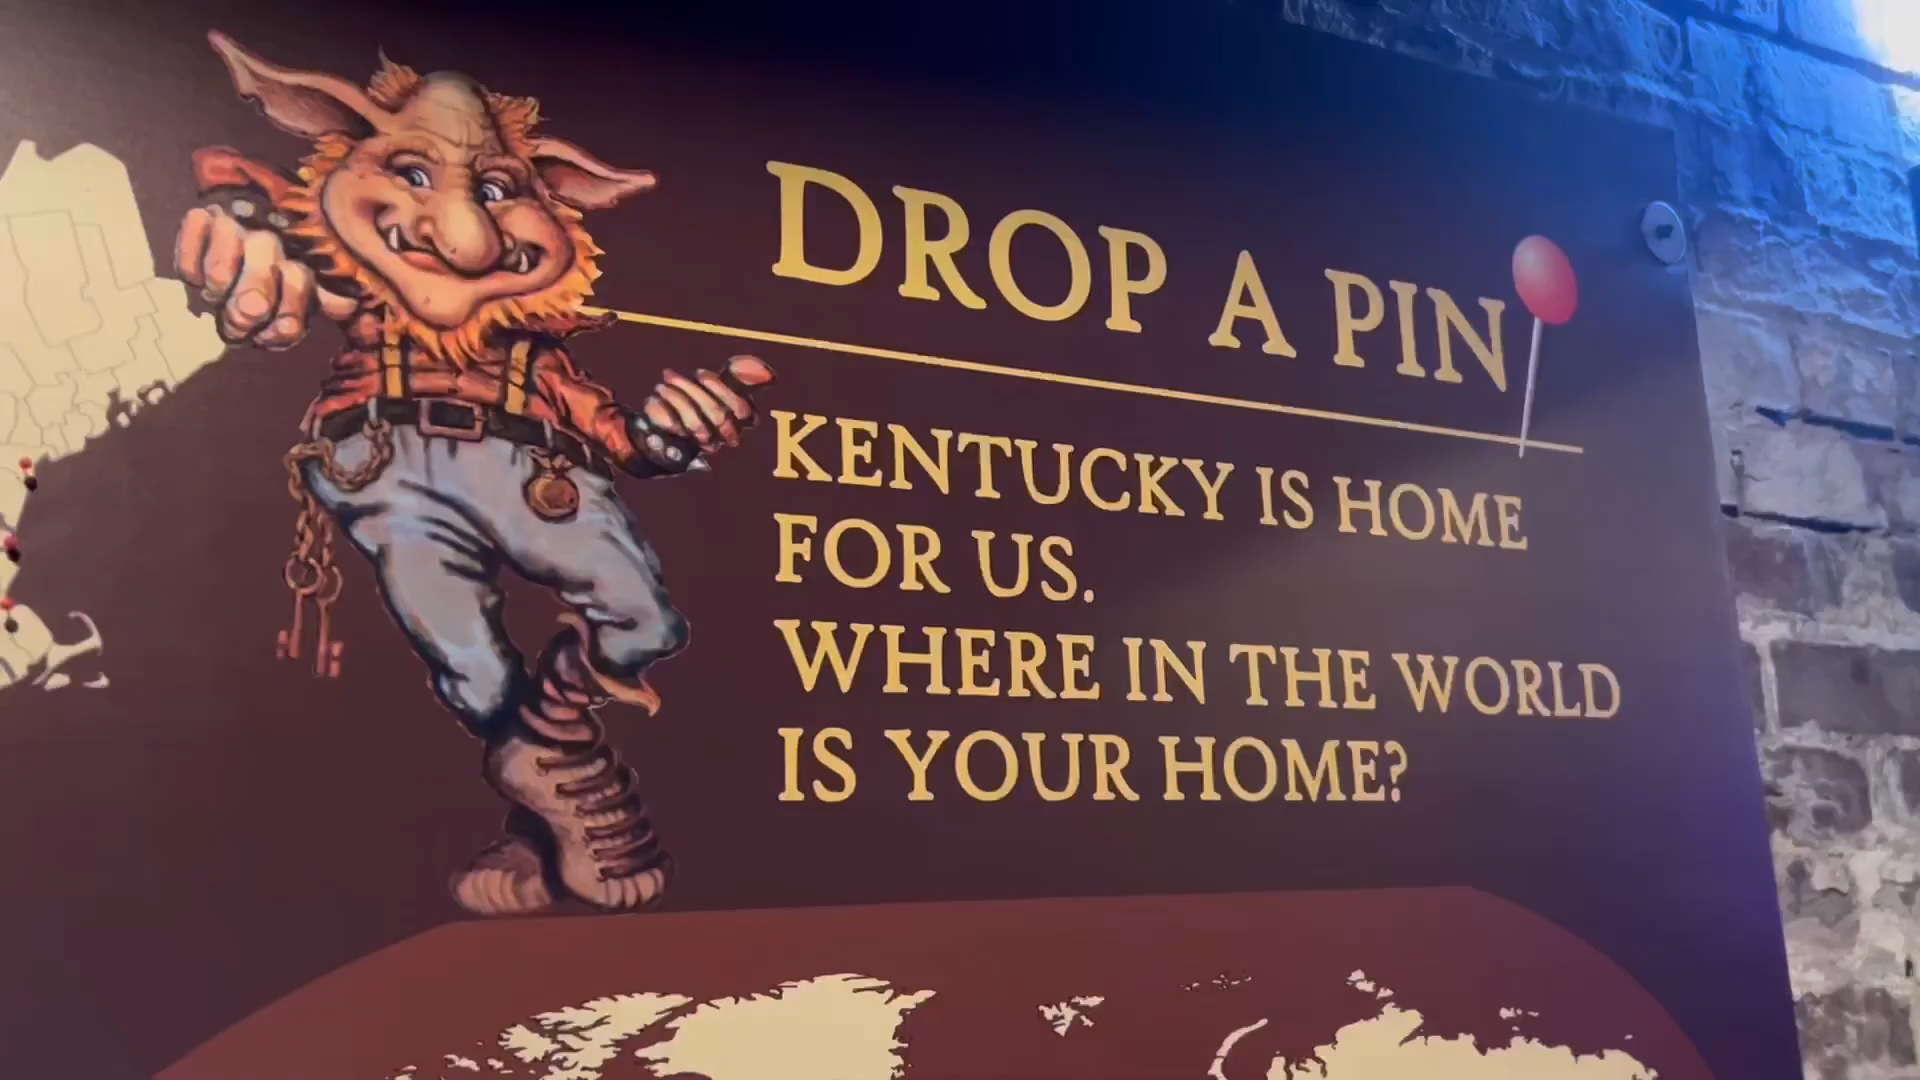 DROP A PIN
KENTUCKY IS HOME
FOR US.
WHERE IN THE WORLD
IS YOUR HOME?